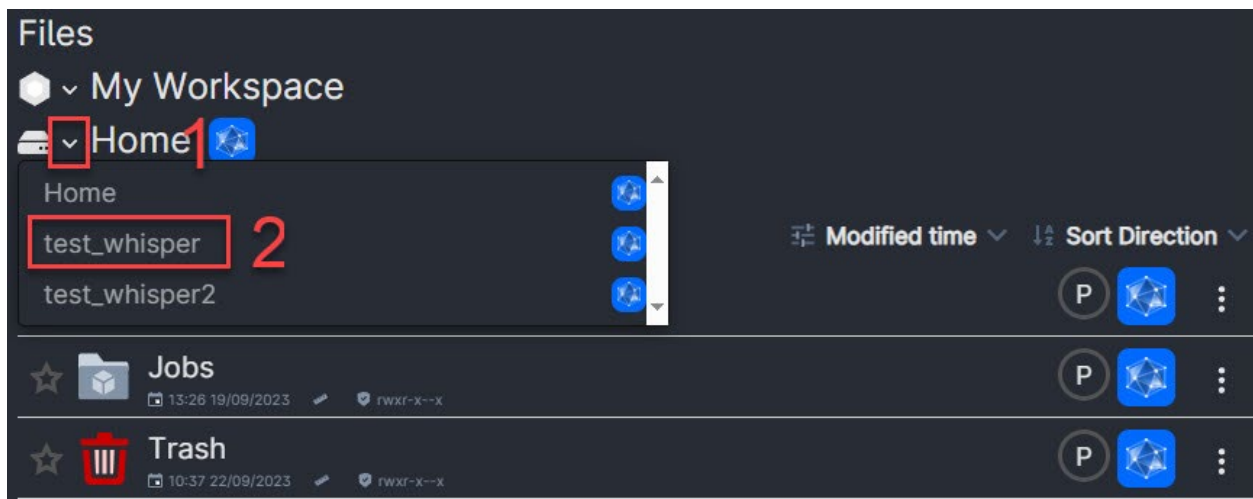 Files
My Workspace
Home 1
Home
test_whisper 2
test_whisper2
Modified time Sort Direction
P
Jobs
13:26 19/09/2023 rwxr-x--x
P
Trash
10:37 22/09/2023 rwxr-x--x
P